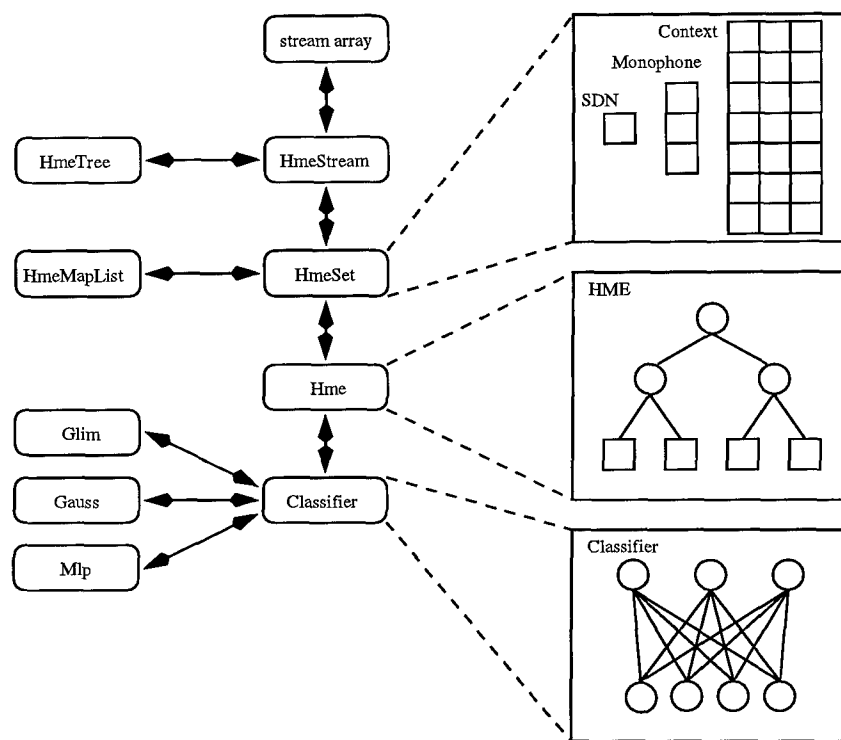 stream array
HmeTree
HmeStream
HmeMapList
HmeSet
Hme
Glim
Gauss
Classifier
Mlp
Context
Monophone
SDN
HME
Classifier